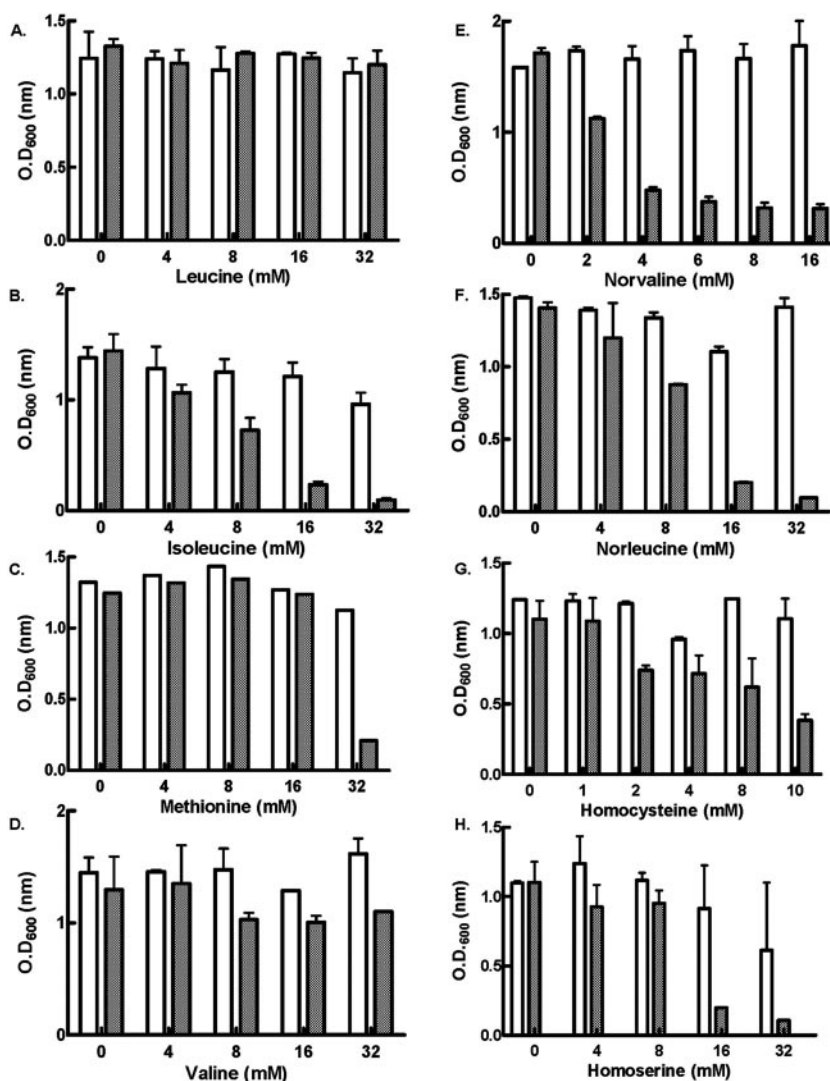 A.
O.D600 (nm)
1.5
1.0
0.5
0.0
0 4 8 16 32
Leucine (mM)
B.
O.D600 (nm)
2
1
0
0 4 8 16 32
Isoleucine (mM)
C.
O.D600 (nm)
1.5
1.0
0.5
0.0
0 4 8 16 32
Methionine (mM)
D.
O.D600 (nm)
2
1
0
0 4 8 16 32
Valine (mM)
E.
O.D600 (nm)
2
1
0
0 2 4 6 8 16
Norvaline (mM)
F.
O.D600 (nm)
1.5
1.0
0.5
0.0
0 4 8 16 32
Norleucine (mM)
G.
O.D600 (nm)
1.5
1.0
0.5
0.0
0 1 2 4 8 10
Homocysteine (mM)
H.
O.D.600 (nm)
1.5
1.0
0.5
0.0
0 4 8 16 32
Homoserine (mM)